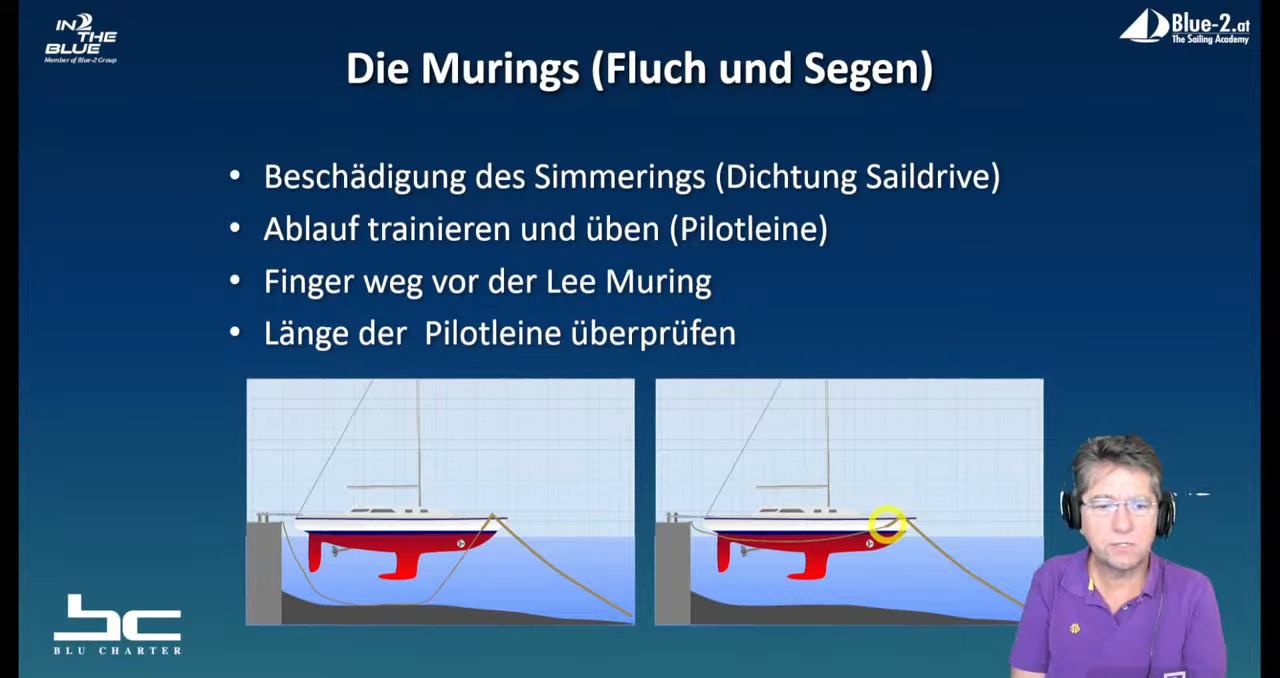 IN2
THE
BLUE
Member of Blue-2 Group
Blue-2.at
The Sailing Academy
Die Murings (Fluch und Segen)
• Beschädigung des Simmerings (Dichtung Saildrive)
• Ablauf trainieren und üben (Pilotleine)
• Finger weg vor der Lee Muring
• Länge der  Pilotleine überprüfen
bc
BLU CHARTER